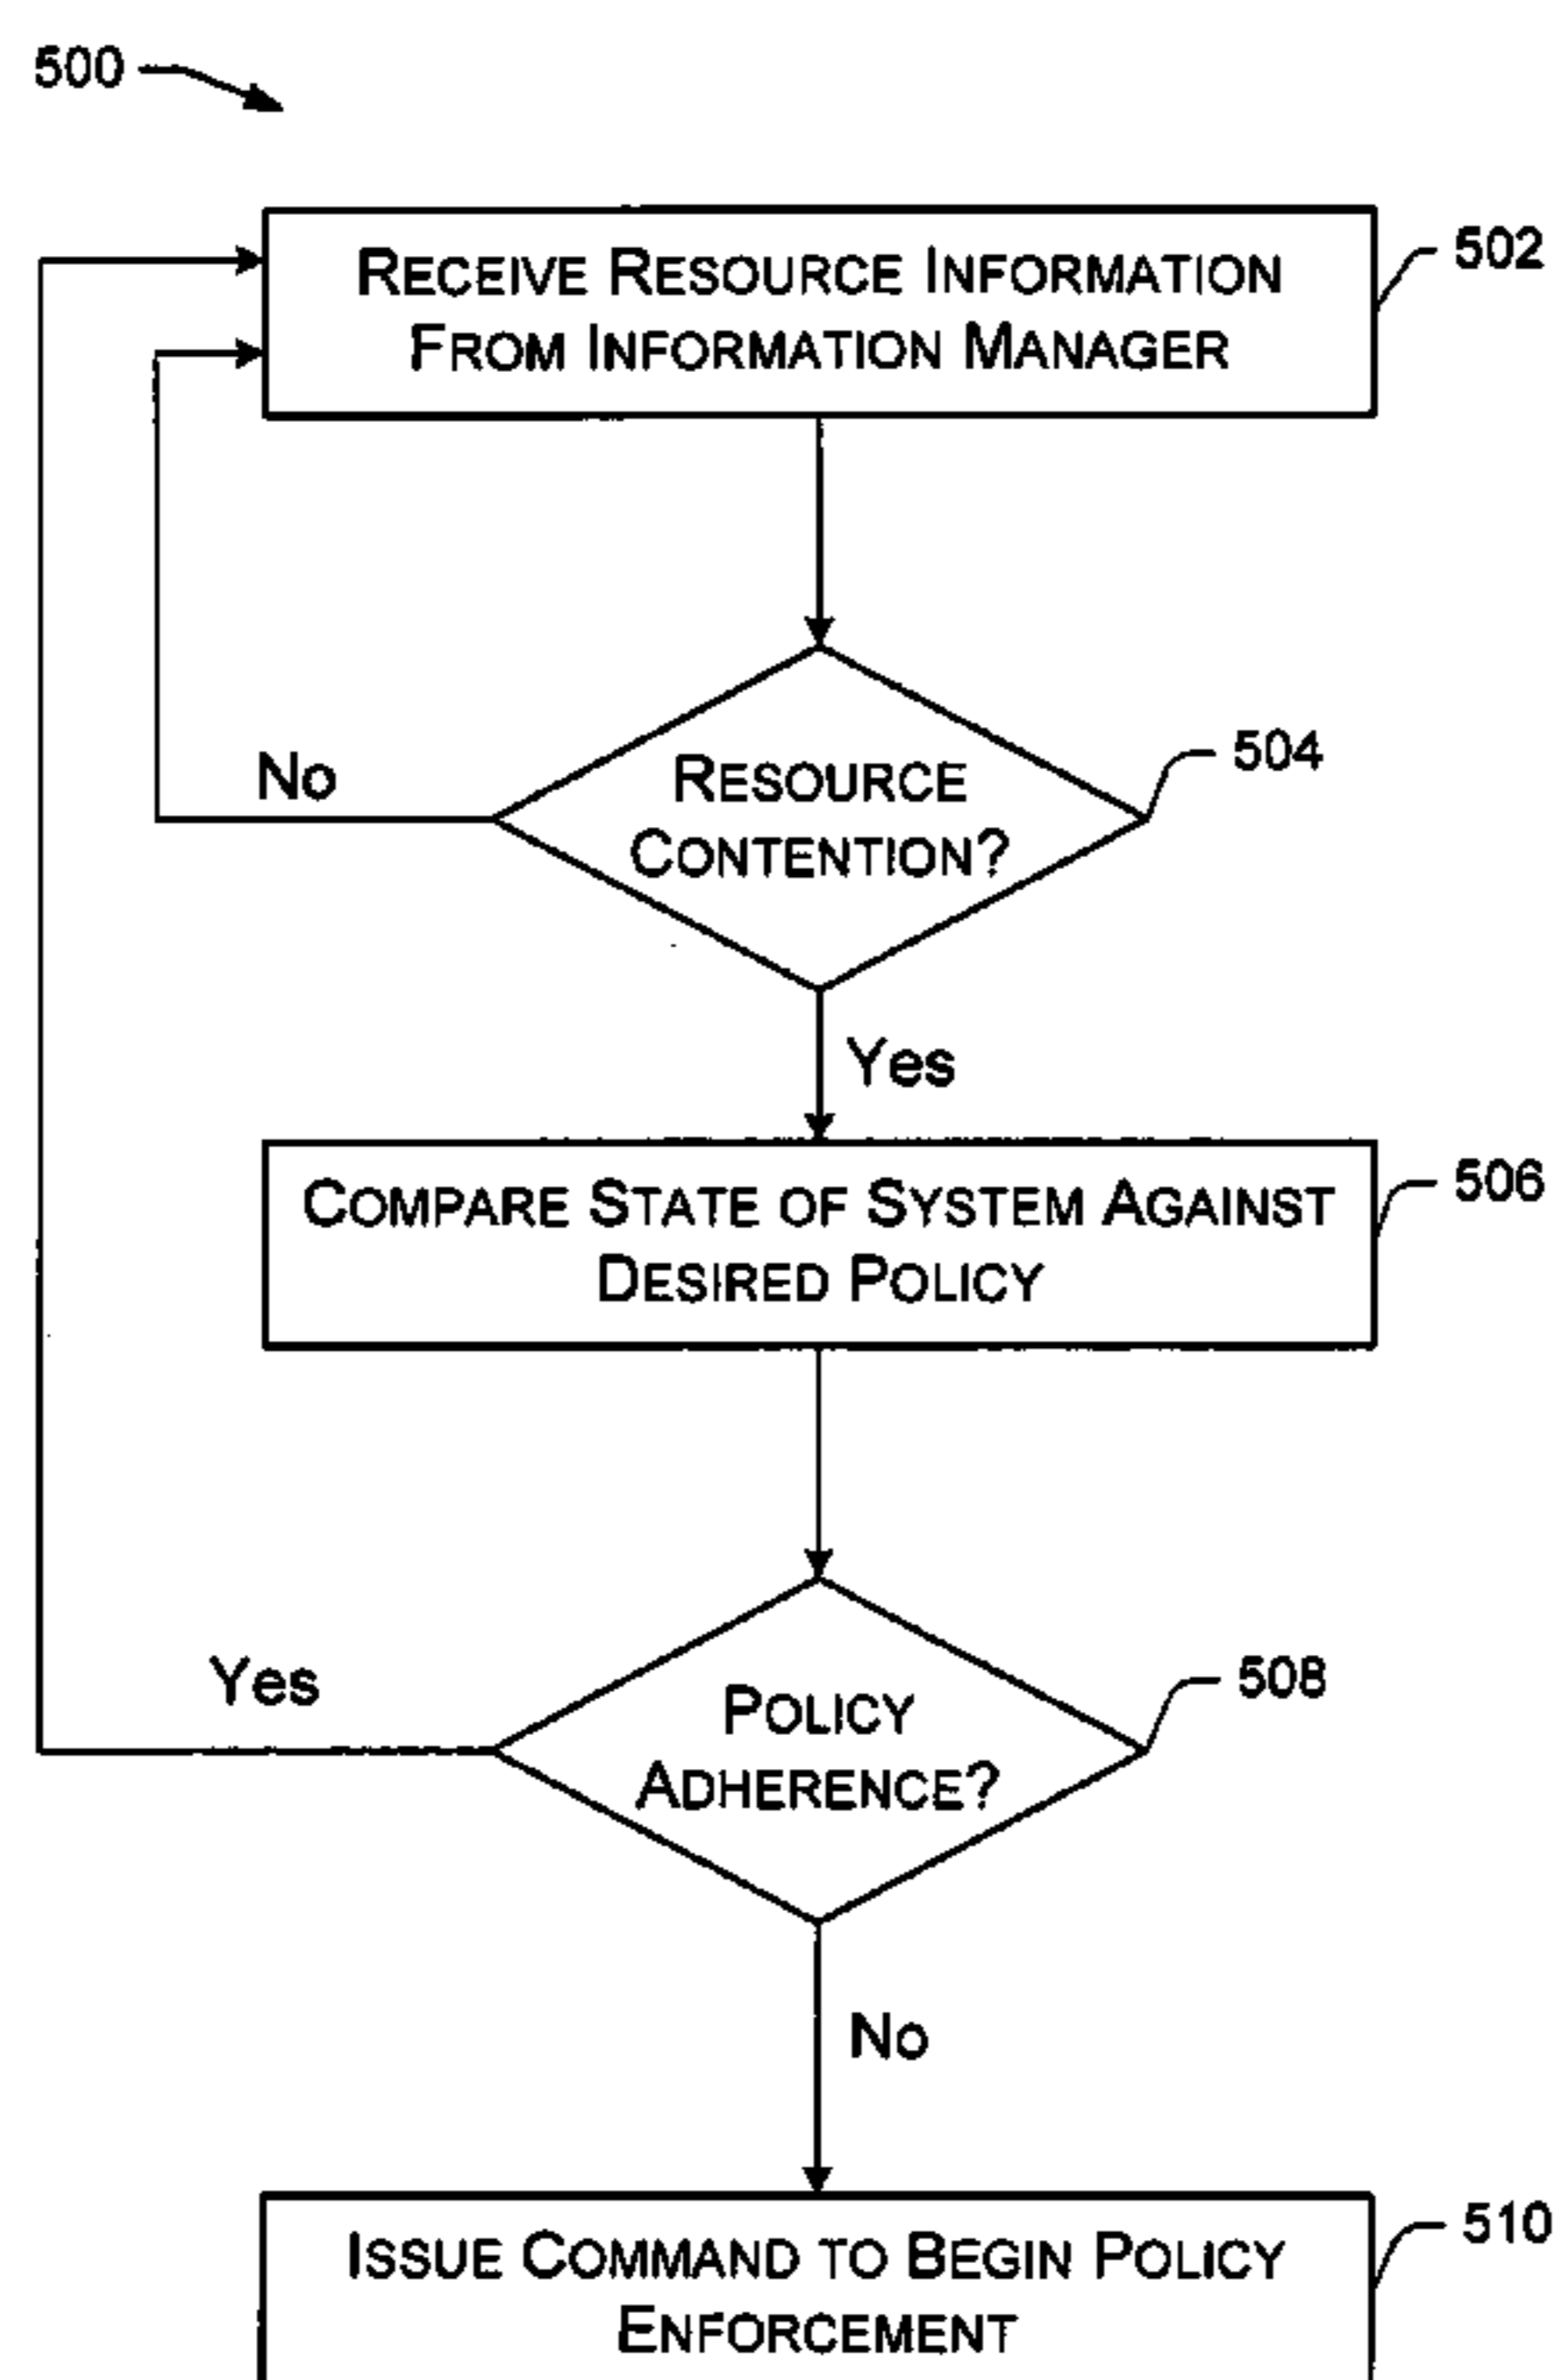 500
RECEIVE RESOURCE INFORMATION
FROM INFORMATION MANAGER
502
RESOURCE
CONTENTION?
504
No
Yes
COMPARE STATE OF SYSTEM AGAINST
DESIRED POLICY
506
POLICY
ADHERENCE?
508
Yes
No
ISSUE COMMAND TO BEGIN POLICY
ENFORCEMENT
510